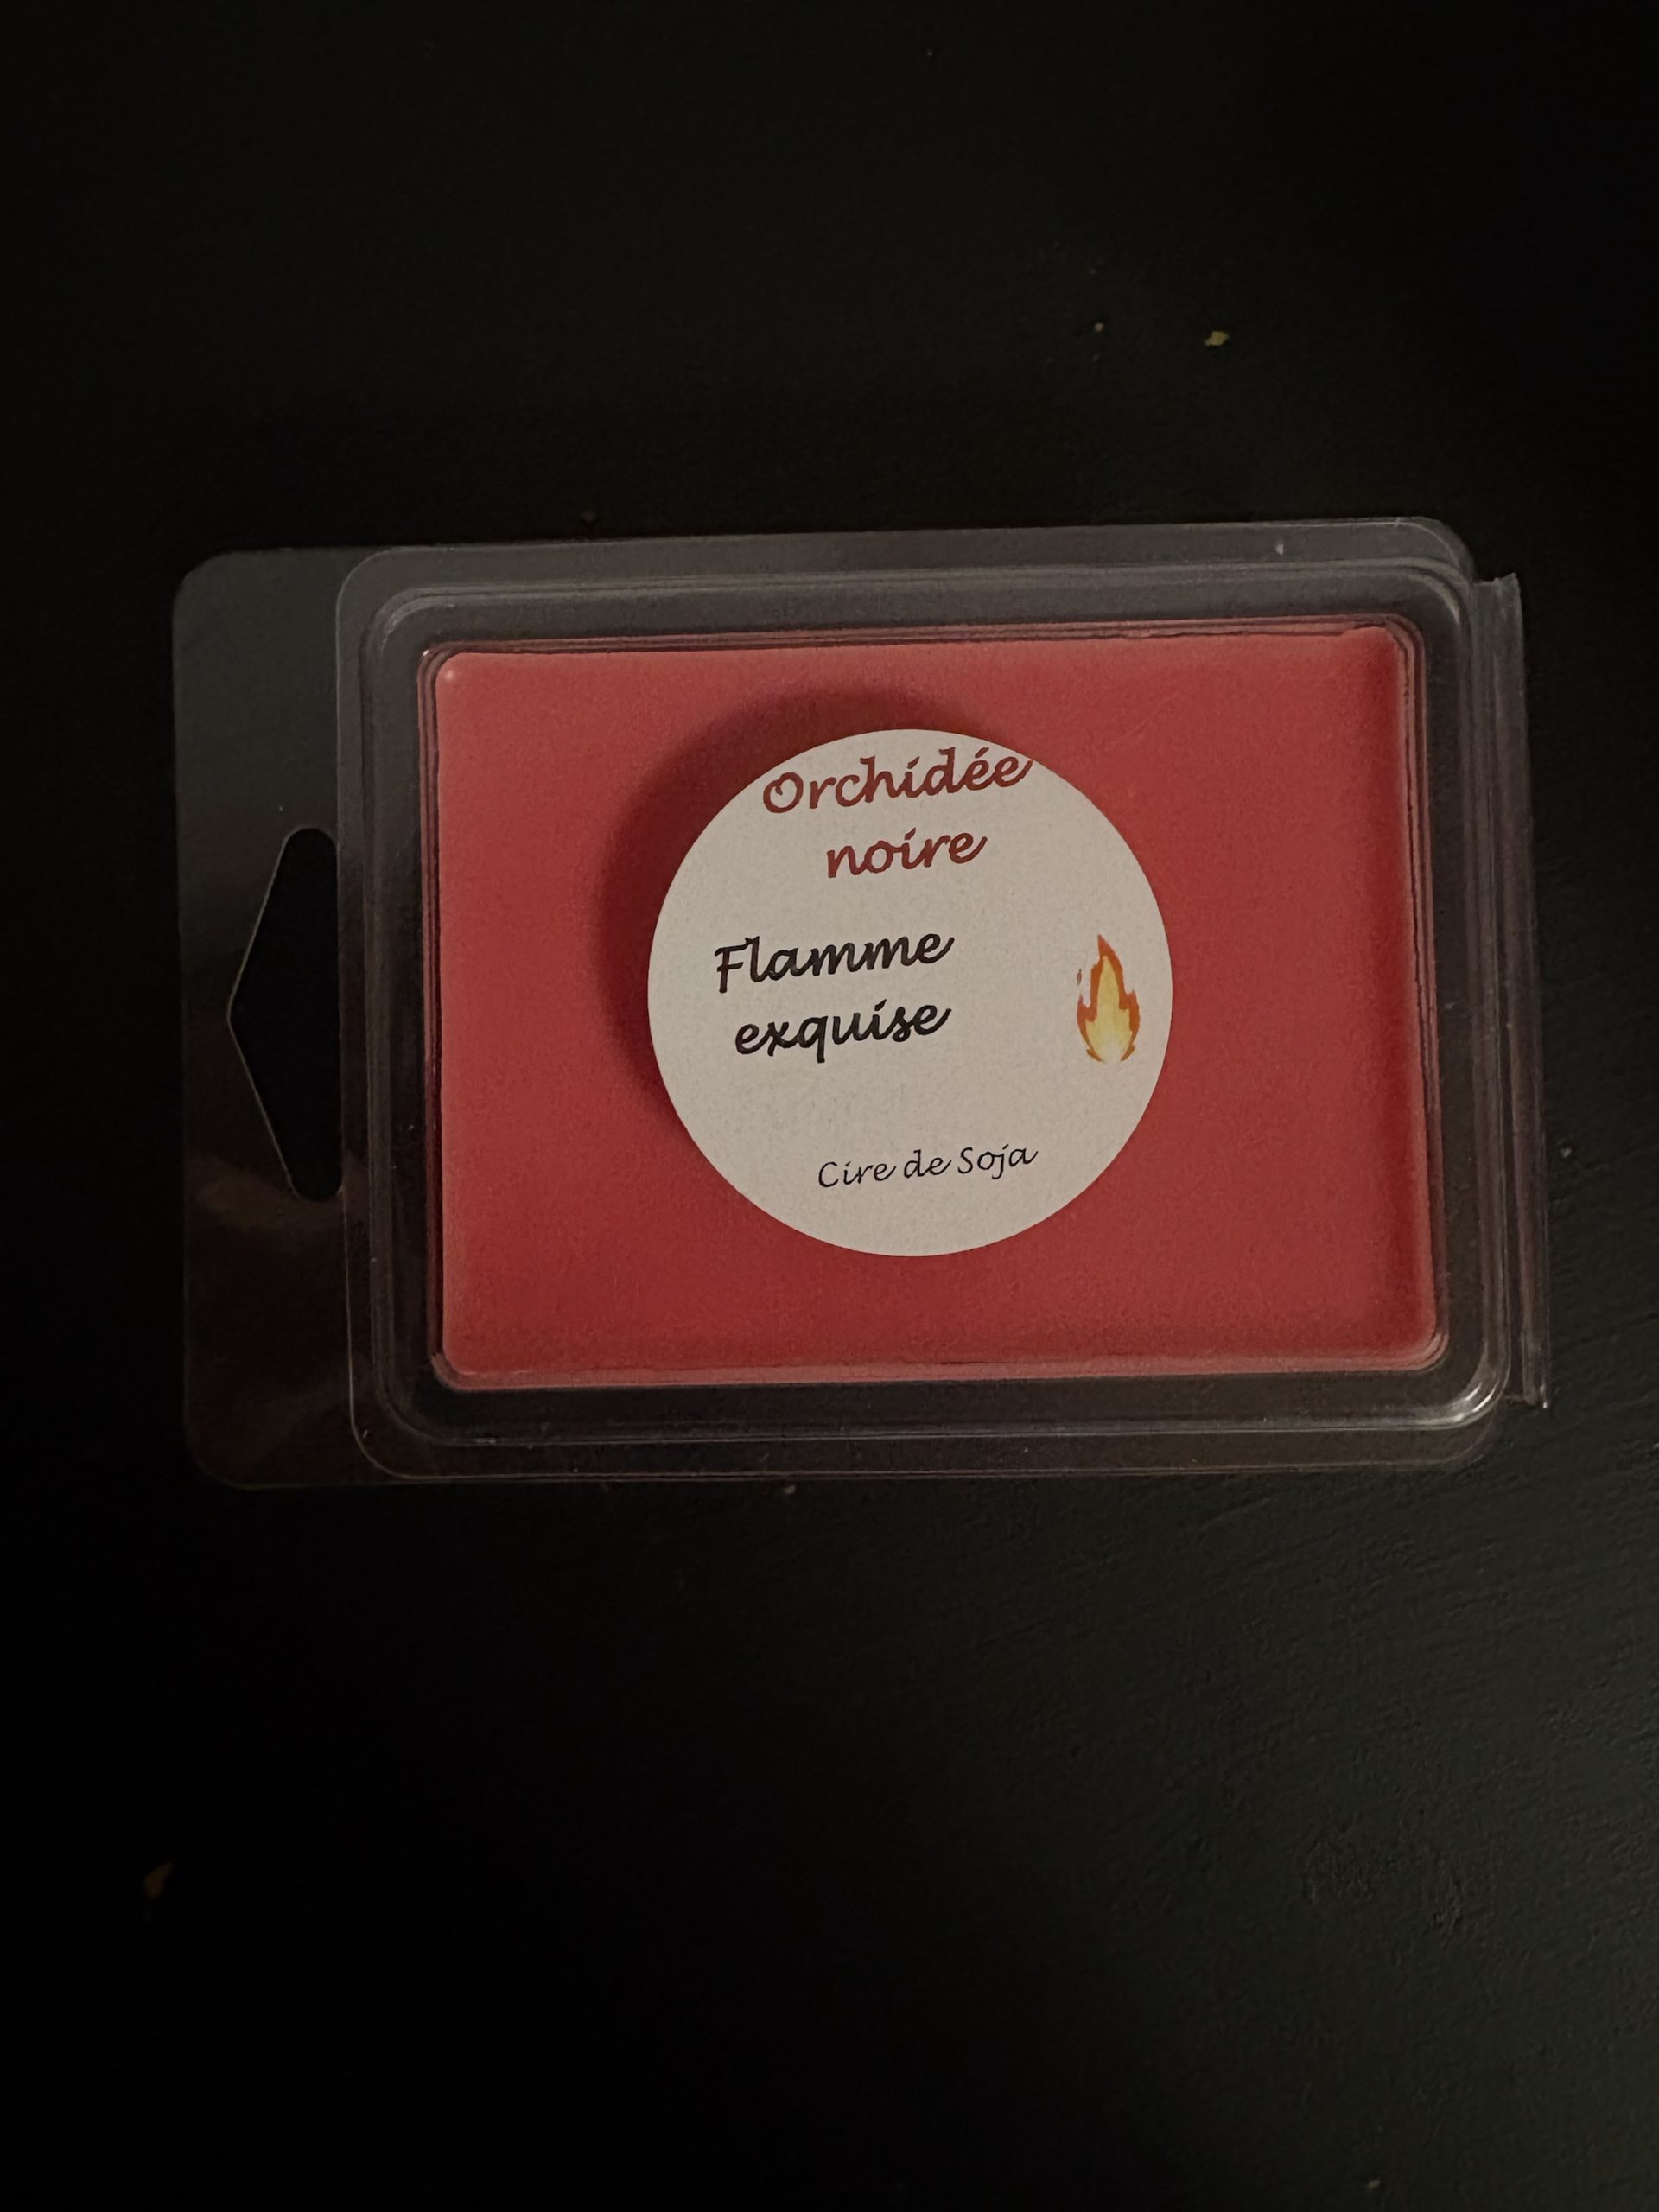 Orchidée
noire
Flamme
exquise
Cire de Soja